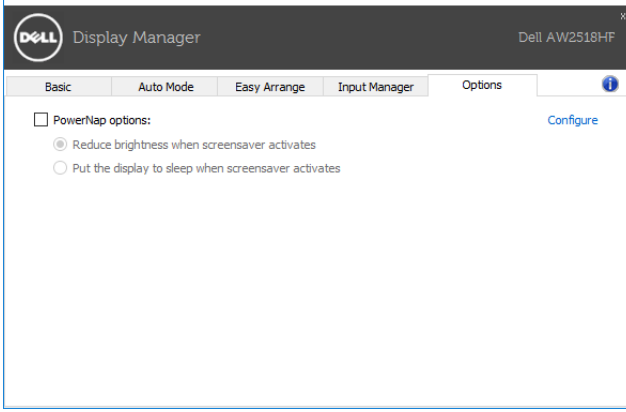 DELL Display Manager
Dell AW2518HF
x
Basic Auto Mode Easy Arrange Input Manager Options i
PowerNap options: Configure
Reduce brightness when screensaver activates
Put the display to sleep when screensaver activates